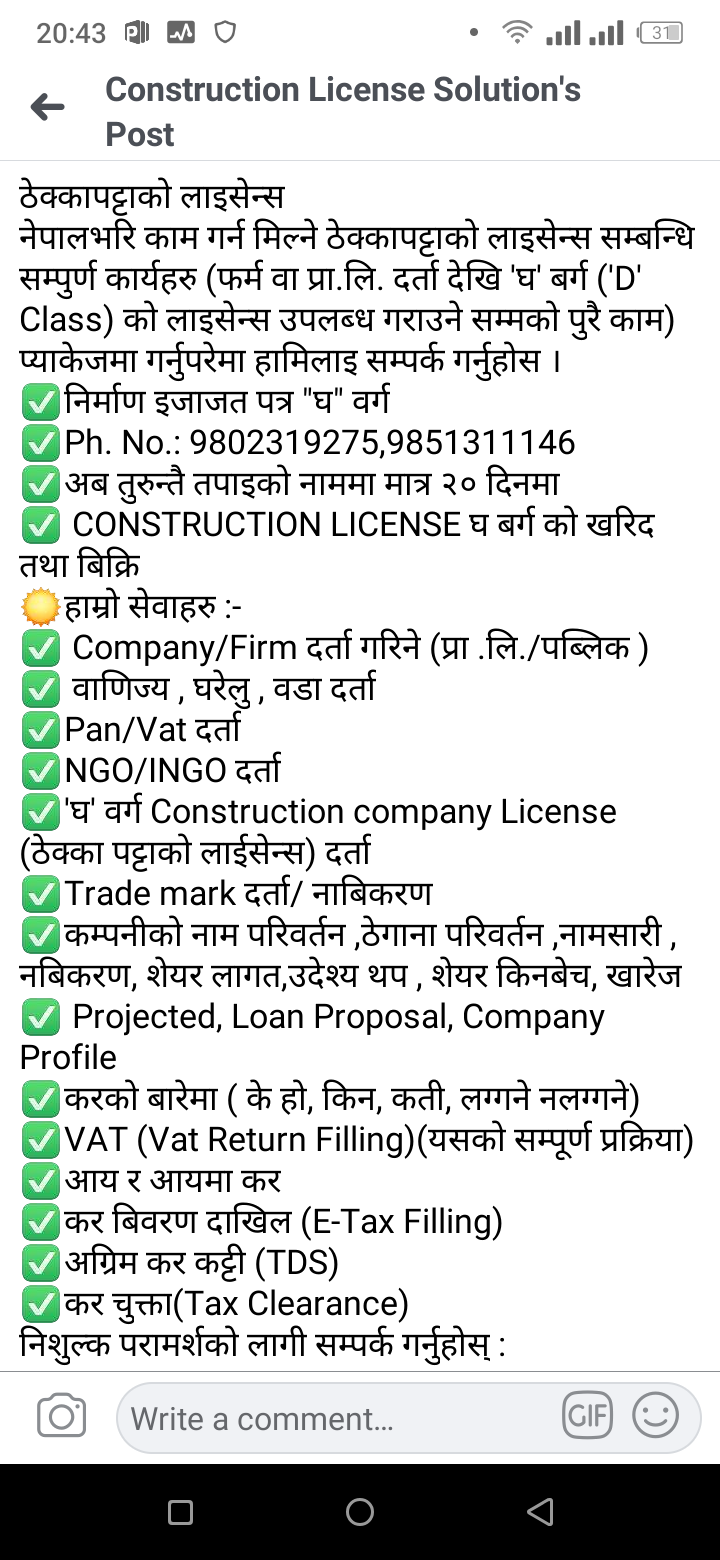 20:43
31
Construction License Solution's
Post
ठेक्कापट्टाको लाइसेन्स
नेपालभरि काम गर्न मिल्ने ठेक्कापट्टाको लाइसेन्स सम्बन्धि
सम्पुर्ण कार्यहरु (फर्म वा प्रा.लि. दर्ता देखि 'घ' बर्ग ('D'
Class) को लाइसेन्स उपलब्ध गराउने सम्मको पुरै काम)
प्याकेजमा गर्नुपरेमा हामिलाइ सम्पर्क गर्नुहोस ।
✅निर्माण इजाजत पत्र "घ" वर्ग
✅Ph. No.: 9802319275,9851311146
✅अब तुरुन्तै तपाइको नाममा मात्र २० दिनमा
✅ CONSTRUCTION LICENSE घ बर्ग को खरिद
तथा बिक्रि
🌞हाम्रो सेवाहरु :-
✅ Company/Firm दर्ता गरिने (प्रा .लि./पब्लिक )
✅ वाणिज्य , घरेलु , वडा दर्ता
✅Pan/Vat दर्ता
✅NGO/INGO दर्ता
✅'घ' वर्ग Construction company License
(ठेक्का पट्टाको लाईसेन्स) दर्ता
✅Trade mark दर्ता/ नाबिकरण
✅कम्पनीको नाम परिवर्तन ,ठेगाना परिवर्तन ,नामसारी ,
नबिकरण, शेयर लागत,उदेश्य थप , शेयर किनबेच, खारेज
✅ Projected, Loan Proposal, Company
Profile
✅करको बारेमा ( के हो, किन, कती, लग्गने नलग्गने)
✅VAT (Vat Return Filling)(यसको सम्पूर्ण प्रक्रिया)
✅आय र आयमा कर
✅कर बिवरण दाखिल (E-Tax Filling)
✅अग्रिम कर कट्टी (TDS)
✅कर चुक्ता(Tax Clearance)
निशुल्क परामर्शको लागी सम्पर्क गर्नुहोस् :
Write a comment...
GIF